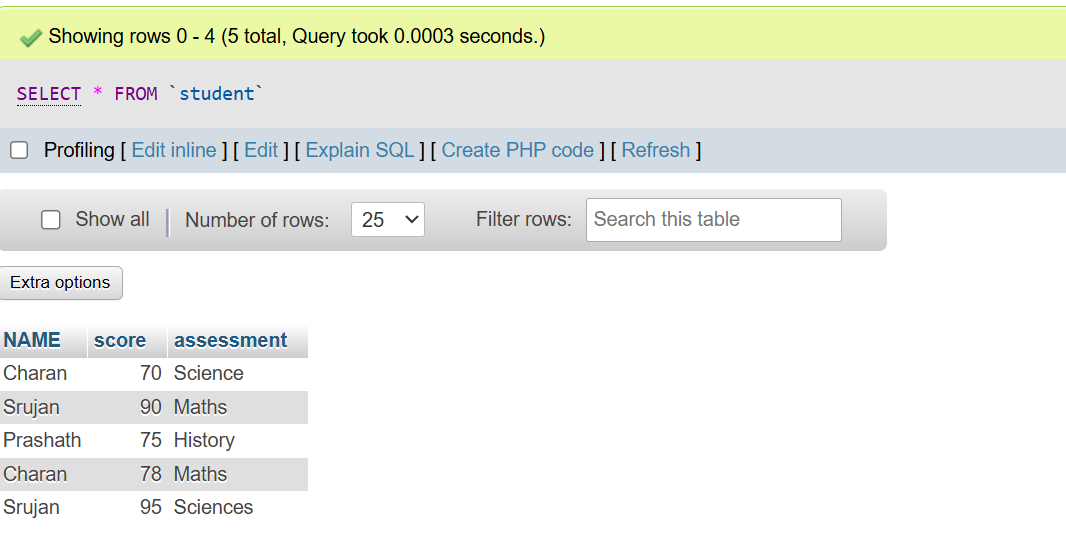 Showing rows 0 - 4 (5 total, Query took 0.0003 seconds.)
SELECT * FROM `student`
Profiling [ Edit inline ] [ Edit ] [ Explain SQL ] [ Create PHP code ] [ Refresh ]
Show all | Number of rows: 25 Filter rows: Search this table
Extra options
NAME score assessment
Charan 70 Science
Srujan 90 Maths
Prashath 75 History
Charan 78 Maths
Srujan 95 Sciences